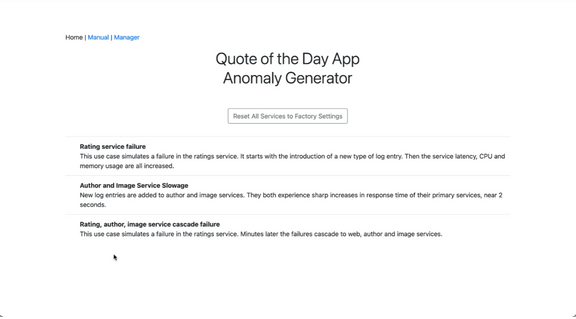 Home | Manual | Manager
Quote of the Day App
Anomaly Generator
Reset All Services to Factory Settings
Rating service failure
This use case simulates a failure in the ratings service. It starts with the introduction of a new type of log entry. Then the service latency, CPU and
memory usage are all increased.
Author and Image Service Slowage
New log entries are added to author and image services. They both experience sharp increases in response time of their primary services, near 2
seconds.
Rating, author, image service cascade failure
This use case simulates a failure in the ratings service. Minutes later the failures cascade to web, author and image services.